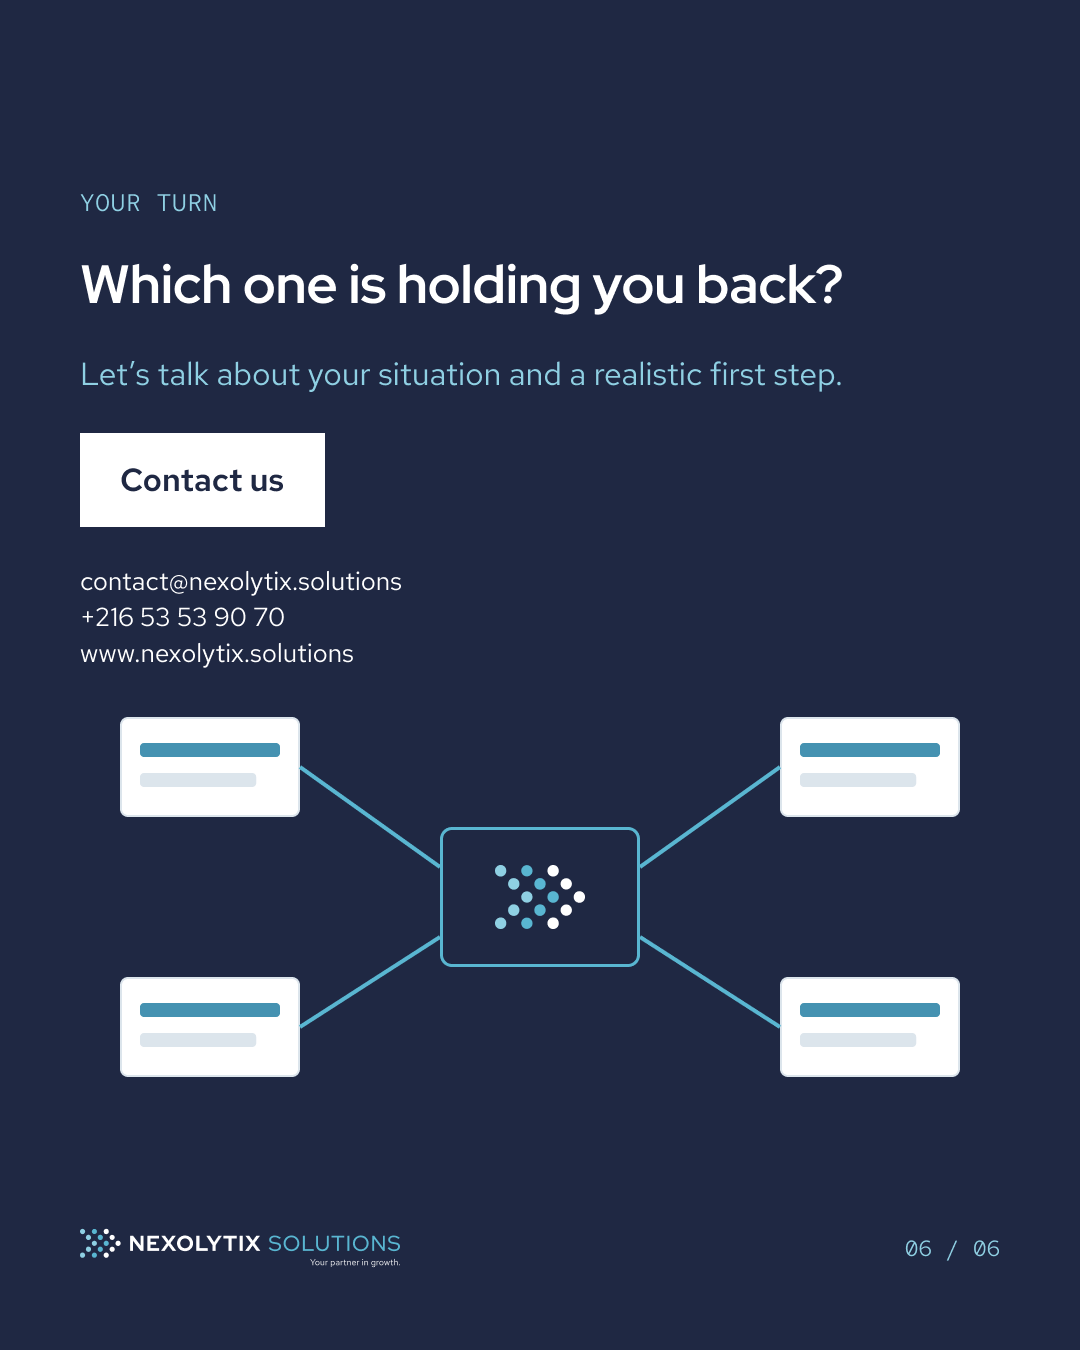 YOUR TURN
Which one is holding you back?
Let’s talk about your situation and a realistic first step.
Contact us
contact@nexolytix.solutions
+216 53 53 90 70
www.nexolytix.solutions
NEXOLYTIX SOLUTIONS
Your partner in growth.
06 / 06